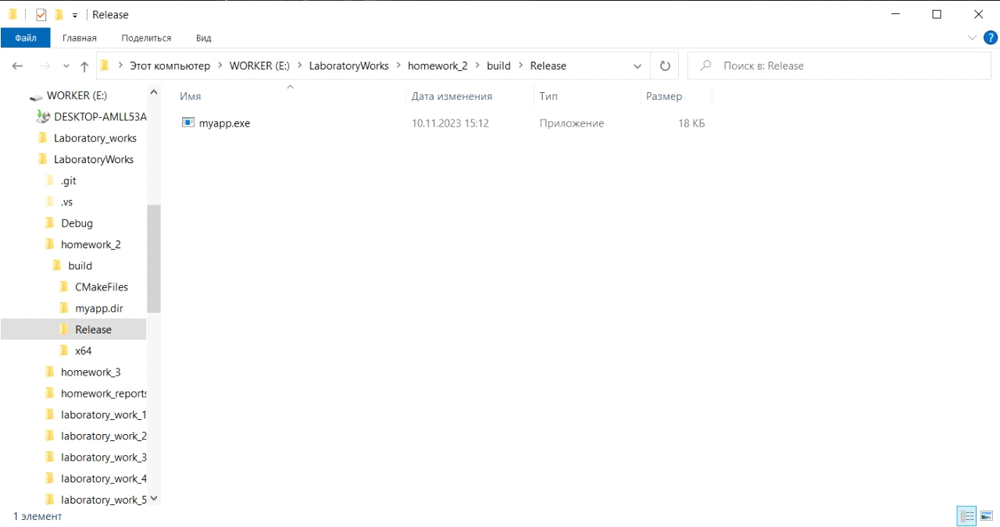 Release
Файл Главная Поделиться Вид
Этот компьютер WORKER (E:) LaboratoryWorks homework_2 build Release Поиск в: Release
WORKER (E:)
DESKTOP-AMLL53A
Laboratory_works
LaboratoryWorks
.git
.vs
Debug
homework_2
build
CMakeFiles
myapp.dir
Release
x64
homework_3
homework_reports
laboratory_work_1
laboratory_work_2
laboratory_work_3
laboratory_work_4
laboratory_work_5
Имя Дата изменения Тип Размер
myapp.exe 10.11.2023 15:12 Приложение 18 КБ
1 элемент